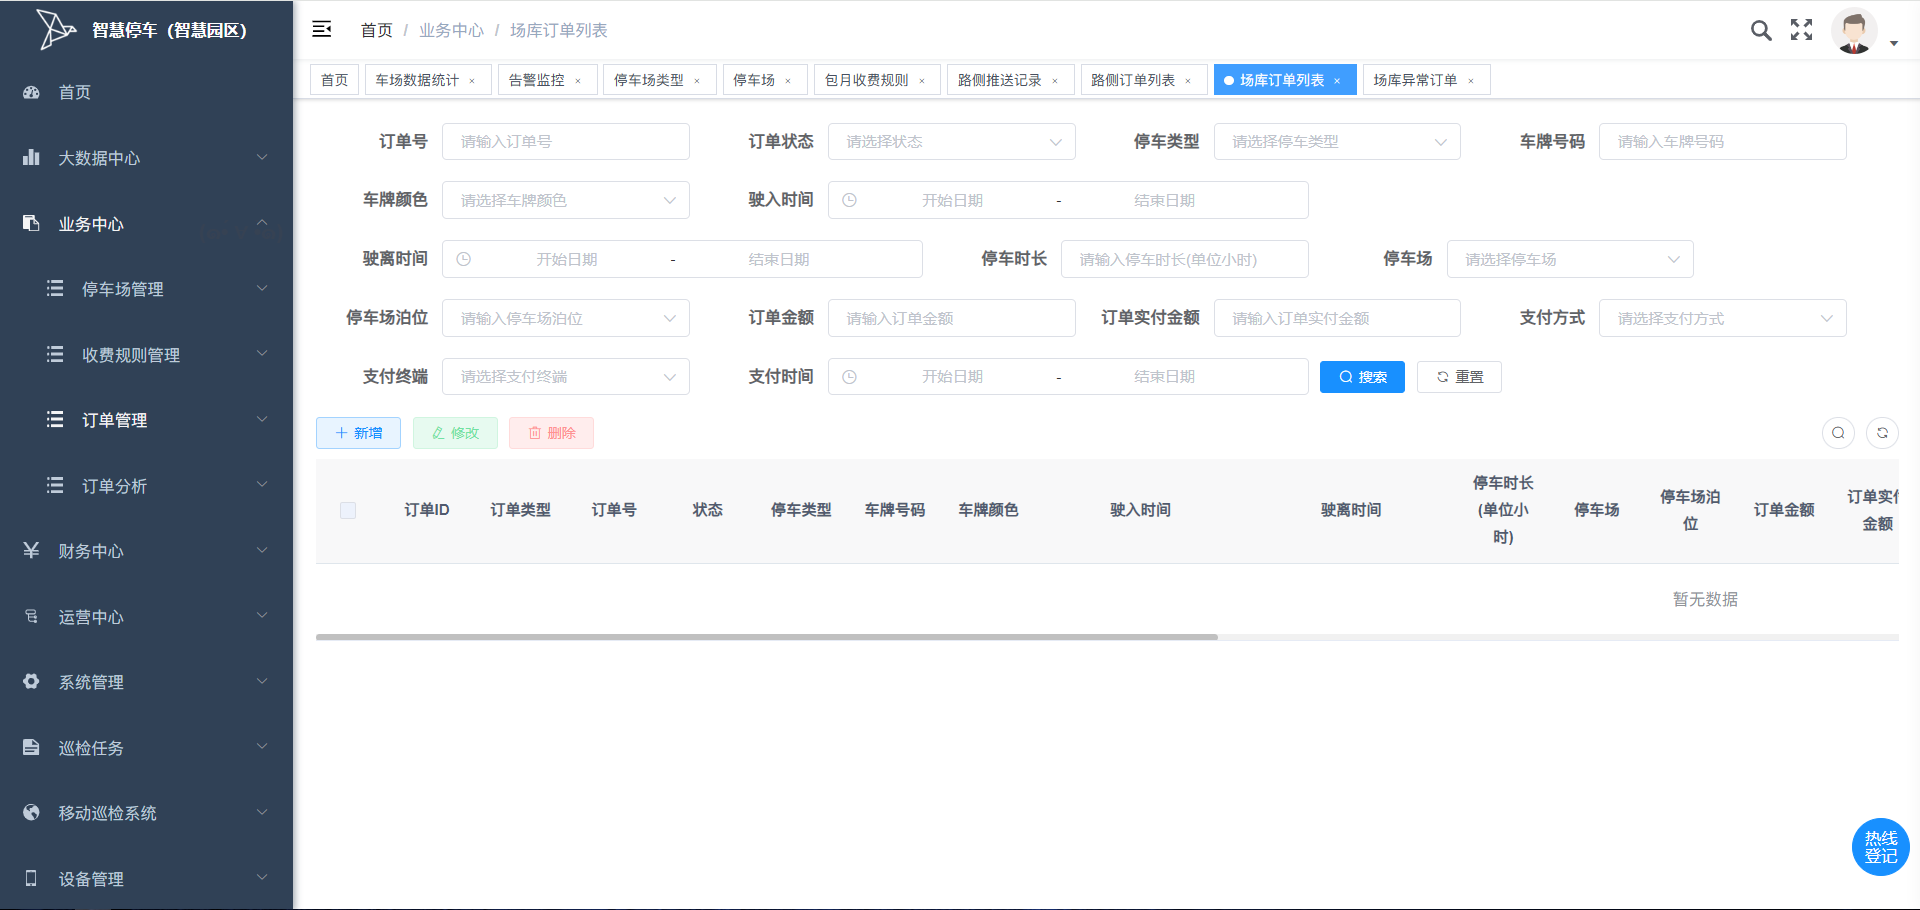 智慧停车（智慧园区）
首页 / 业务中心 / 场库订单列表
首页
车场数据统计 ×
告警监控 ×
停车场类型 ×
停车场 ×
包月收费规则 ×
路侧推送记录 ×
路侧订单列表 ×
场库订单列表 ×
场库异常订单 ×
首页
大数据中心
业务中心
停车场管理
收费规则管理
订单管理
订单分析
财务中心
运营中心
系统管理
巡检任务
移动巡检系统
设备管理
订单号 请输入订单号
订单状态 请选择状态
停车类型 请选择停车类型
车牌号码 请输入车牌号码
车牌颜色 请选择车牌颜色
驶入时间 开始日期 - 结束日期
驶离时间 开始日期 - 结束日期
停车时长 请输入停车时长(单位小时)
停车场 请选择停车场
停车场泊位 请输入停车场泊位
订单金额 请输入订单金额
订单实付金额 请输入订单实付金额
支付方式 请选择支付方式
支付终端 请选择支付终端
支付时间 开始日期 - 结束日期
搜索
重置
新增
修改
删除
订单ID
订单类型
订单号
状态
停车类型
车牌号码
车牌颜色
驶入时间
驶离时间
停车时长
(单位小
时)
停车场
停车场泊
位
订单金额
订单实付
金额
暂无数据
热线
登记